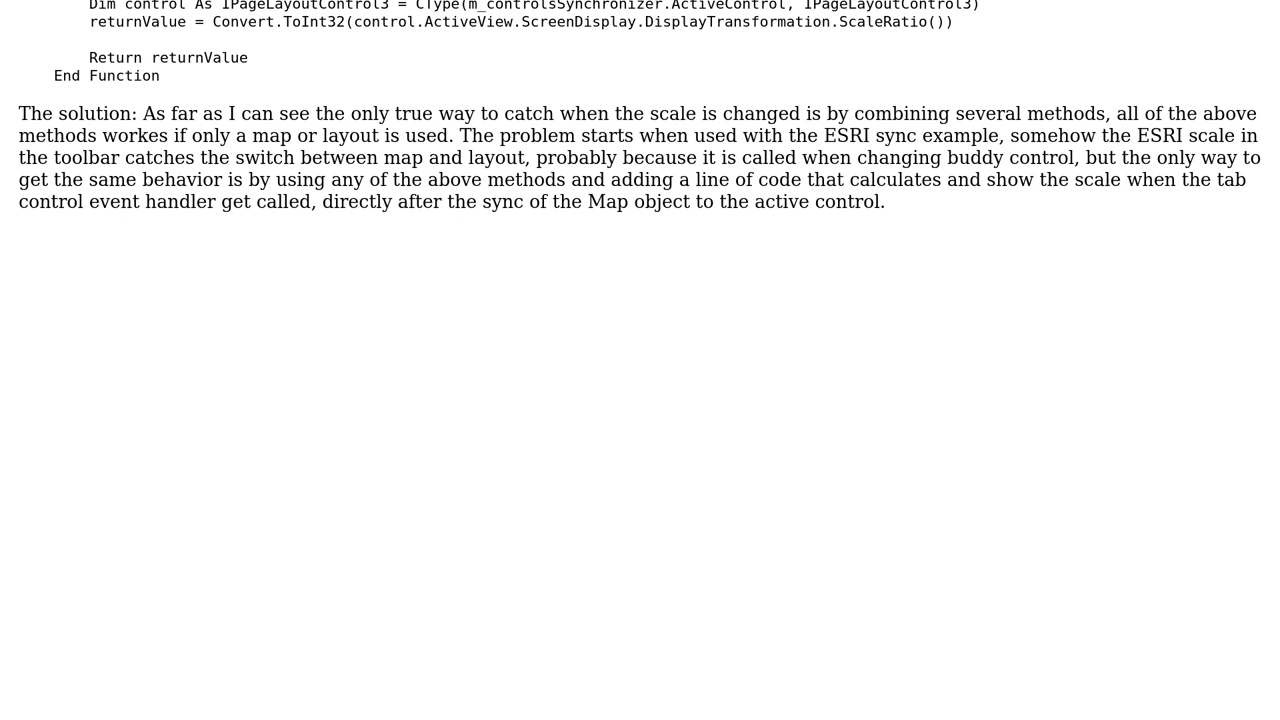 Dim control As IPageLayoutControl3 = CType(m_controlsSynchronizer.ActiveControl, IPageLayoutControl3)
returnValue = Convert.ToInt32(control.ActiveView.ScreenDisplay.DisplayTransformation.ScaleRatio())
Return returnValue
End Function
The solution: As far as I can see the only true way to catch when the scale is changed is by combining several methods, all of the above
methods workes if only a map or layout is used. The problem starts when used with the ESRI sync example, somehow the ESRI scale in
the toolbar catches the switch between map and layout, probably because it is called when changing buddy control, but the only way to
get the same behavior is by using any of the above methods and adding a line of code that calculates and show the scale when the tab
control event handler get called, directly after the sync of the Map object to the active control.